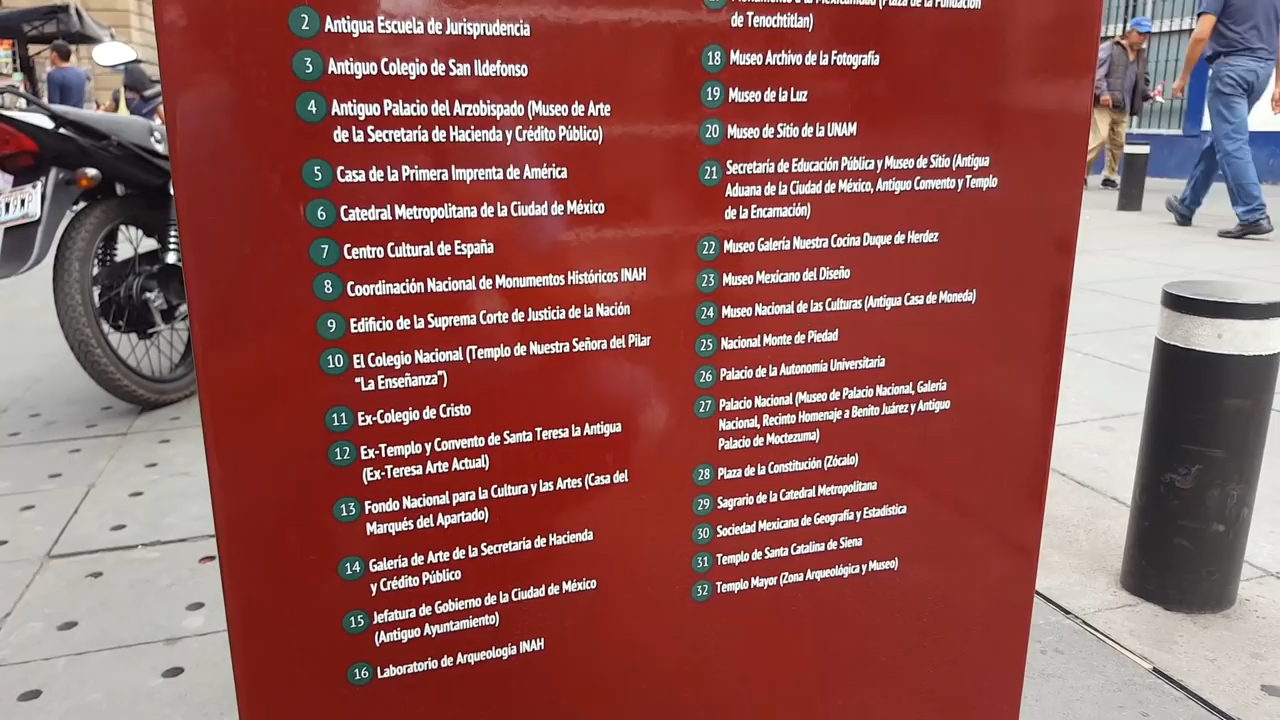 2 Antigua Escuela de Jurisprudencia
3 Antiguo Colegio de San Ildefonso
4 Antiguo Palacio del Arzobispado (Museo de Arte
de la Secretaría de Hacienda y Crédito Público)
5 Casa de la Primera Imprenta de América
6 Catedral Metropolitana de la Ciudad de México
7 Centro Cultural de España
8 Coordinación Nacional de Monumentos Históricos INAH
9 Edificio de la Suprema Corte de Justicia de la Nación
10 El Colegio Nacional (Templo de Nuestra Señora del Pilar
"La Enseñanza")
11 Ex-Colegio de Cristo
12 Ex-Templo y Convento de Santa Teresa la Antigua
(Ex-Teresa Arte Actual)
13 Fondo Nacional para la Cultura y las Artes (Casa del
Marqués del Apartado)
14 Galería de Arte de la Secretaría de Hacienda
y Crédito Público
15 Jefatura de Gobierno de la Ciudad de México
(Antiguo Ayuntamiento)
16 Laboratorio de Arqueología INAH
a la Mexicanidad (Plaza de la Fundación
de Tenochtitlan)
18 Museo Archivo de la Fotografía
19 Museo de la Luz
20 Museo de Sitio de la UNAM
21 Secretaría de Educación Pública y Museo de Sitio (Antigua
Aduana de la Ciudad de México, Antiguo Convento y Templo
de la Encarnación)
22 Museo Galería Nuestra Cocina Duque de Herdez
23 Museo Mexicano del Diseño
24 Museo Nacional de las Culturas (Antigua Casa de Moneda)
25 Nacional Monte de Piedad
26 Palacio de la Autonomía Universitaria
27 Palacio Nacional (Museo de Palacio Nacional, Galería
Nacional, Recinto Homenaje a Benito Juárez y Antiguo
Palacio de Moctezuma)
28 Plaza de la Constitución (Zócalo)
29 Sagrario de la Catedral Metropolitana
30 Sociedad Mexicana de Geografía y Estadística
31 Templo de Santa Catalina de Siena
32 Templo Mayor (Zona Arqueológica y Museo)